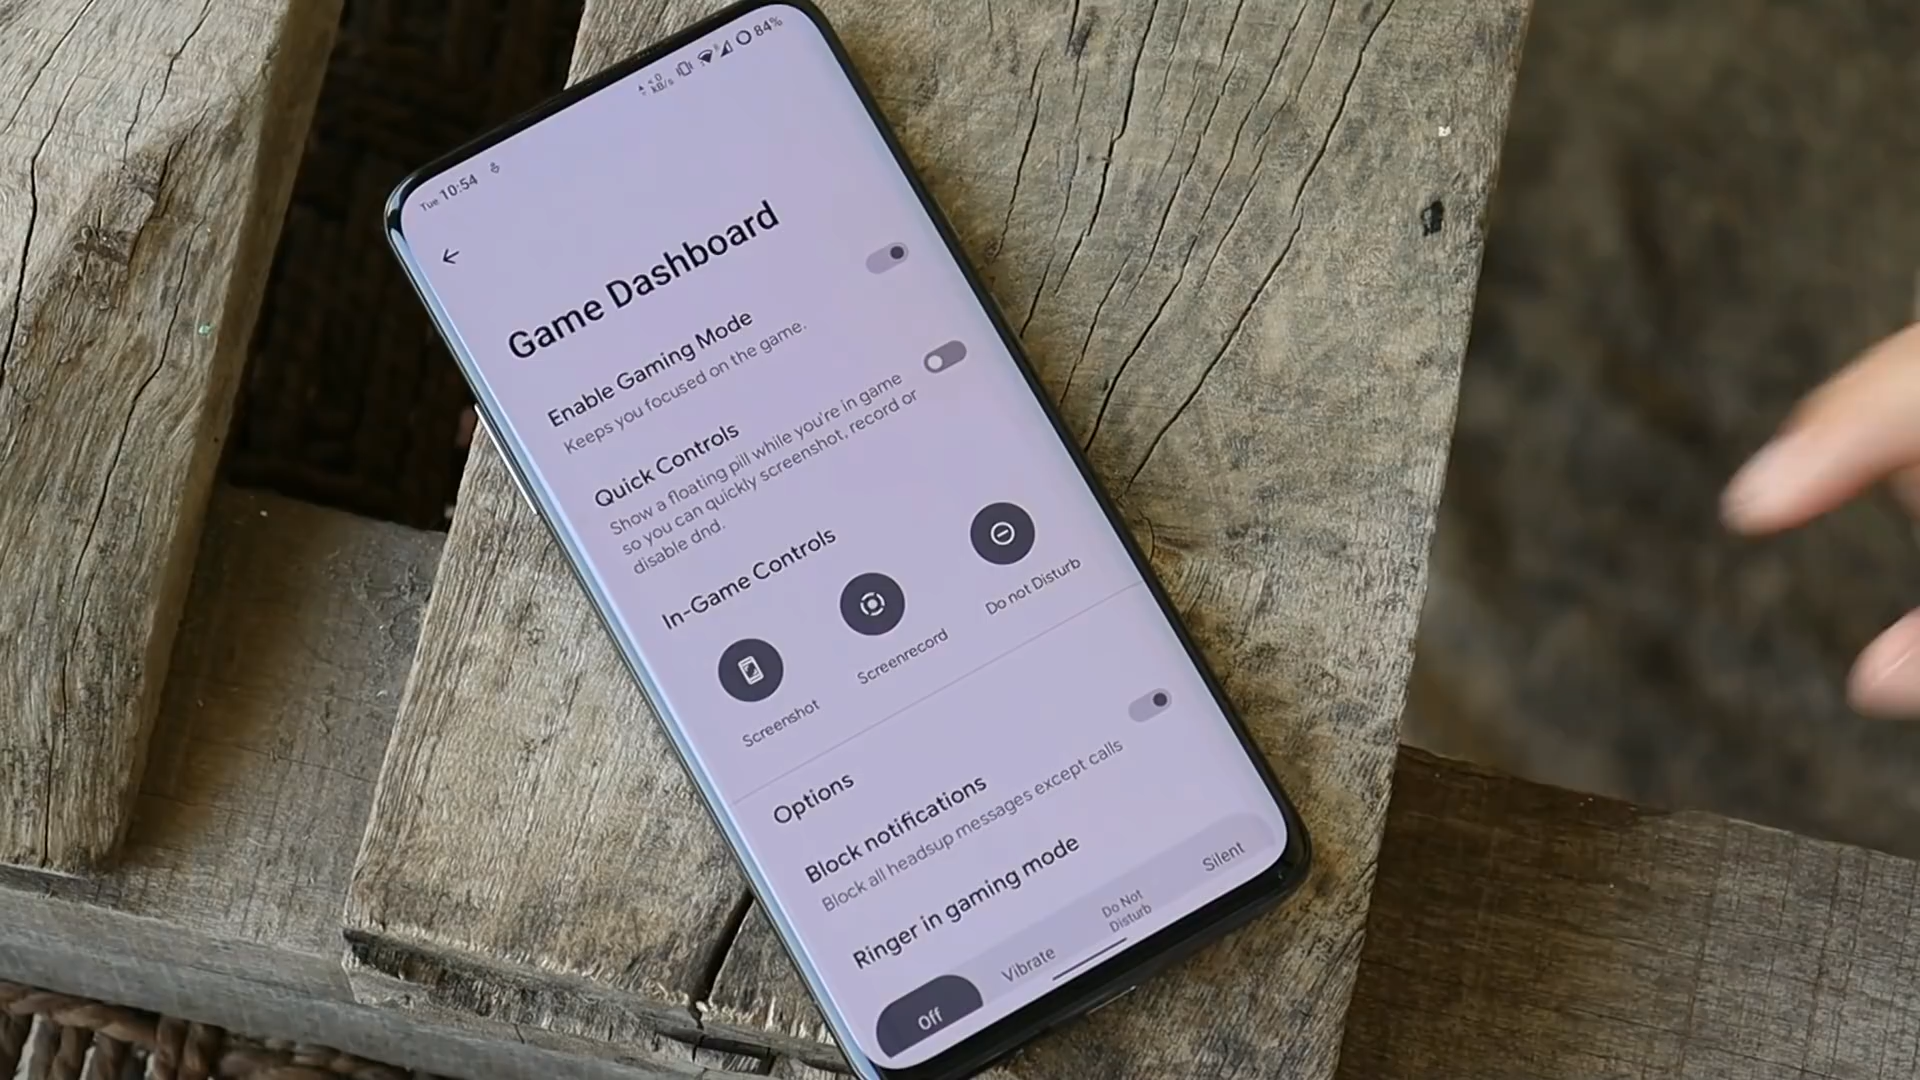 Tue 10:54
<0
kB/s
84%
Game Dashboard
Enable Gaming Mode
Keeps you focused on the game.
Quick Controls
Show a floating pill while you're in game
so you can quickly screenshot, record or
disable dnd.
In-Game Controls
Screenshot
Screenrecord
Do not Disturb
Options
Block notifications
Block all headsup messages except calls
Ringer in gaming mode
Off
Vibrate
Do Not
Disturb
Silent